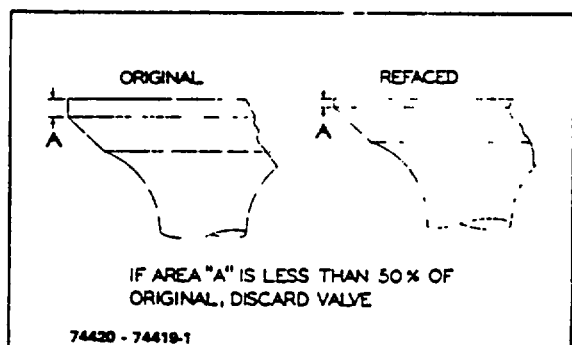 ORIGINAL
REFACED
A
A
IF AREA "A" IS LESS THAN 50% OF
ORIGINAL, DISCARD VALVE
74420 - 74419-1